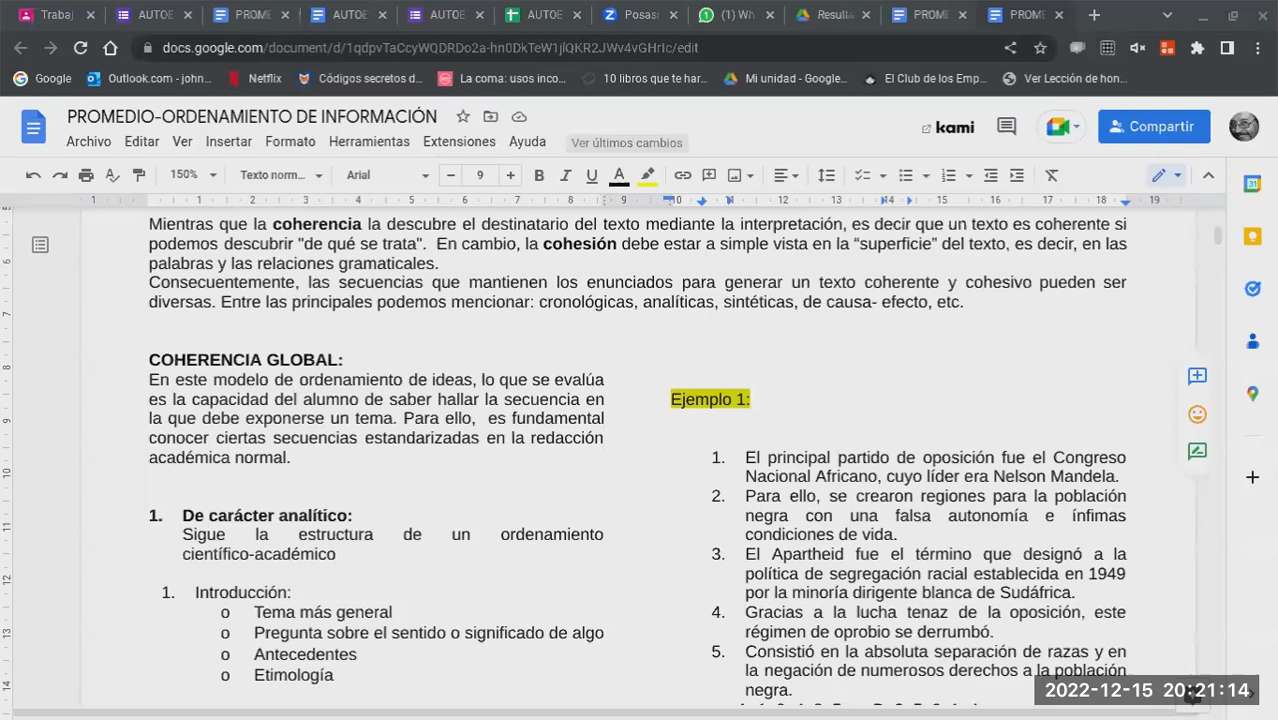 Trabaj
AUTOE
PROME
AUTOE
AUTOE
AUTOE
Posas
(1) Wh
Result
PROME
PROME
docs.google.com/document/d/1qdpvTaCcyWQDRDo2a-hn0DkTeW1jlQKR2JWv4vGHrIc/edit
Google
Outlook.com - john...
Netflix
Códigos secretos d...
La coma: usos inco...
10 libros que te har...
Mi unidad - Google...
El Club de los Emp...
Ver Lección de hon...
PROMEDIO-ORDENAMIENTO DE INFORMACIÓN
kami
Compartir
Archivo Editar Ver Insertar Formato Herramientas Extensiones Ayuda
Ver últimos cambios
150%
Texto norm...
Arial
9
Mientras que la coherencia la descubre el destinatario del texto mediante la interpretación, es decir que un texto es coherente si
podemos descubrir "de qué se trata". En cambio, la cohesión debe estar a simple vista en la “superficie” del texto, es decir, en las
palabras y las relaciones gramaticales.
Consecuentemente, las secuencias que mantienen los enunciados para generar un texto coherente y cohesivo pueden ser
diversas. Entre las principales podemos mencionar: cronológicas, analíticas, sintéticas, de causa- efecto, etc.
COHERENCIA GLOBAL:
En este modelo de ordenamiento de ideas, lo que se evalúa
es la capacidad del alumno de saber hallar la secuencia en
la que debe exponerse un tema. Para ello, es fundamental
conocer ciertas secuencias estandarizadas en la redacción
académica normal.
1. De carácter analítico:
Sigue la estructura de un ordenamiento
científico-académico
1. Introducción:
o Tema más general
o Pregunta sobre el sentido o significado de algo
o Antecedentes
o Etimología
Ejemplo 1:
1. El principal partido de oposición fue el Congreso
Nacional Africano, cuyo líder era Nelson Mandela.
2. Para ello, se crearon regiones para la población
negra con una falsa autonomía e ínfimas
condiciones de vida.
3. El Apartheid fue el término que designó a la
política de segregación racial establecida en 1949
por la minoría dirigente blanca de Sudáfrica.
4. Gracias a la lucha tenaz de la oposición, este
régimen de oprobio se derrumbó.
5. Consistió en la absoluta separación de razas y en
la negación de numerosos derechos a la población
negra.
2022-12-15 20:21:14